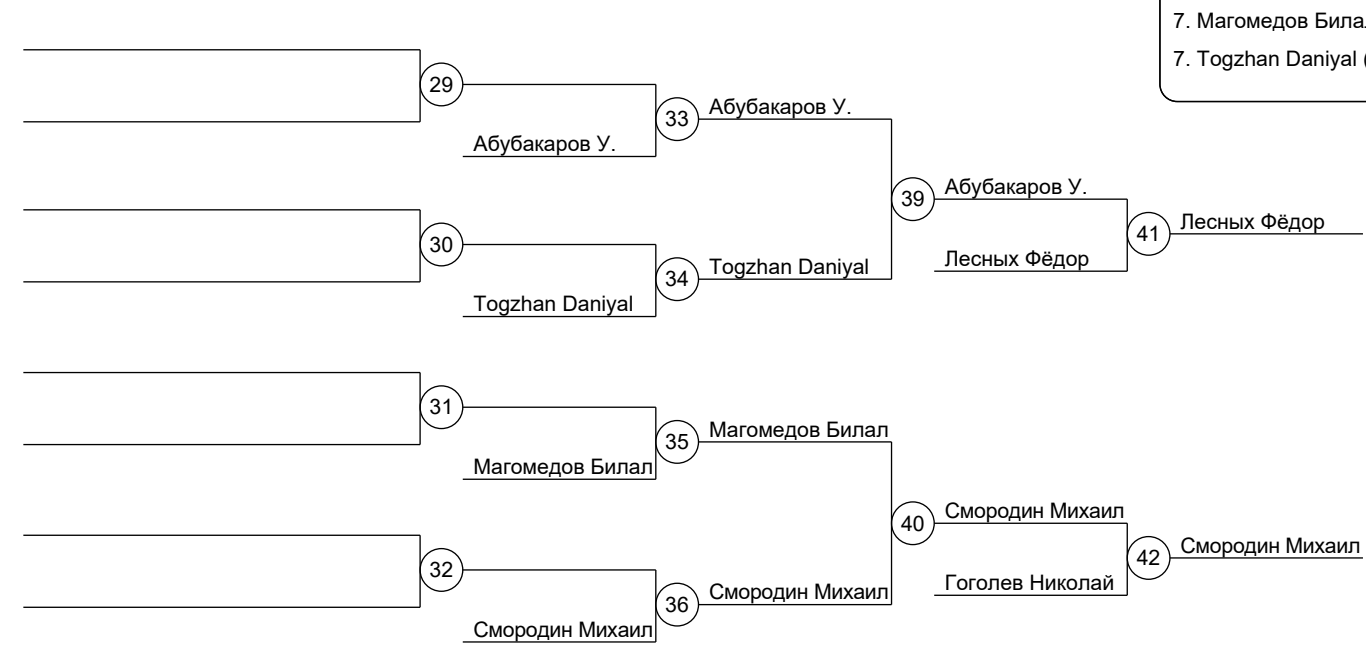 7. Магомедов Билал
7. Togzhan Daniyal (
29
33
Абубакаров У.
Абубакаров У.
39
Абубакаров У.
41
Лесных Фёдор
30
34
Togzhan Daniyal
Лесных Фёдор
Togzhan Daniyal
31
35
Магомедов Билал
Магомедов Билал
40
Смородин Михаил
42
Смородин Михаил
32
36
Смородин Михаил
Гоголев Николай
Смородин Михаил